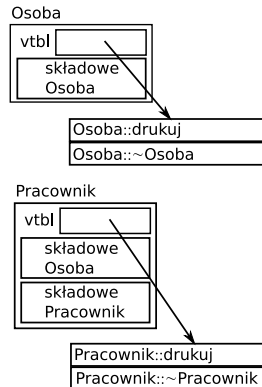 Osoba
vtbl
składowe
Osoba
Osoba::drukuj
Osoba::~Osoba
Pracownik
vtbl
składowe
Osoba
składowe
Pracownik
Pracownik::drukuj
Pracownik::~Pracownik